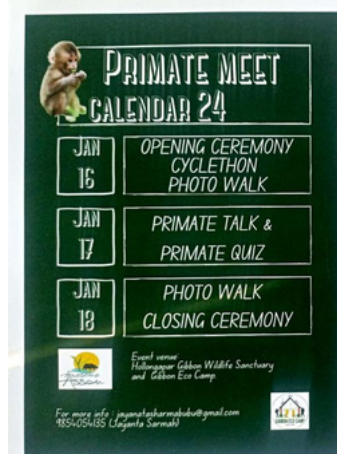 PRIMATE MEET
CALENDAR 24
JAN
16
OPENING CEREMONY
CYCLETHON
PHOTO WALK
JAN
17
PRIMATE TALK &
PRIMATE QUIZ
JAN
18
PHOTO WALK
CLOSING CEREMONY
Event venue:
Hollongapar Gibbon Wildlife Sanctuary
and Gibbon Eco Camp.
For more info : jayanatasharmabubu@gmail.com
9854054135 (Jayanta Sarmah)